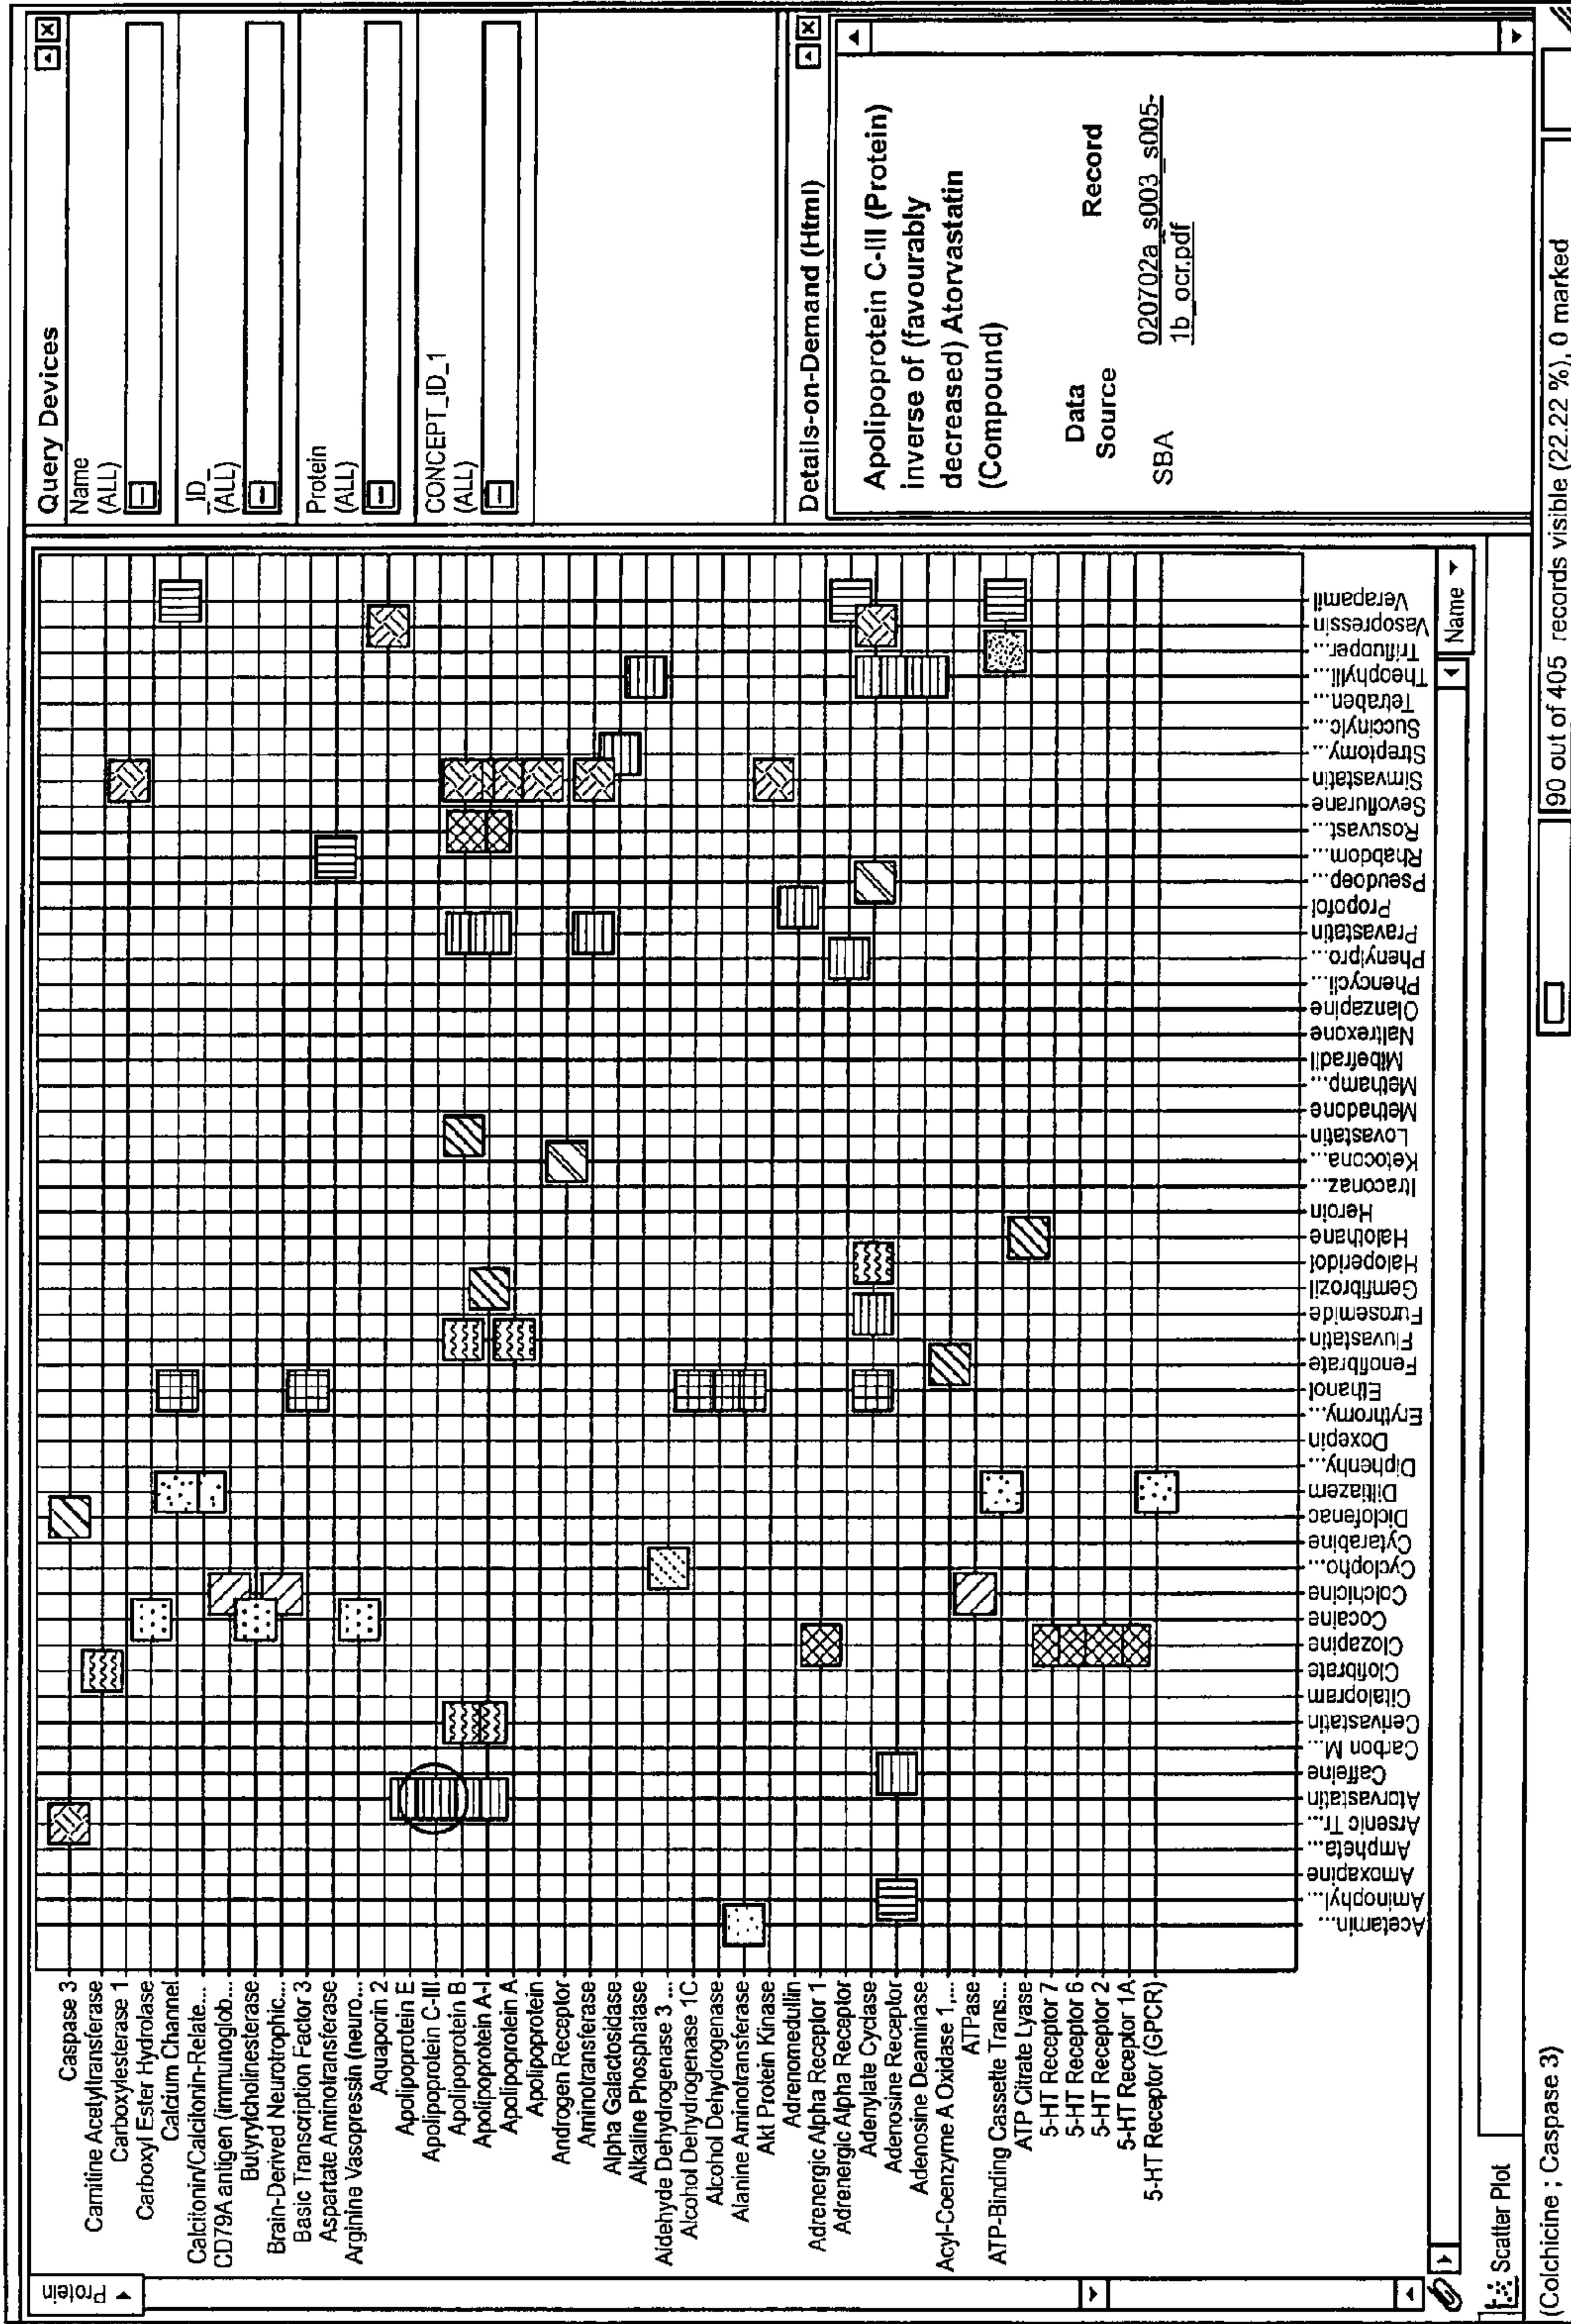 Protein
Caspase 3
Carnitine Acetyltransferase
Carboxylesterase 1
Carboxyl Ester Hydrolase
Calcium Channel
Calcitonin/Calcitonin-Relate...
CD79A antigen (immunoglob...
Butyrylcholinesterase
Brain-Derived Neurotrophic...
Basic Transcription Factor 3
Aspartate Aminotransferase
Arginine Vasopressin (neuro...
Aquaporin 2
Apolipoprotein E
Apolipoprotein C-III
Apolipoprotein B
Apolipoprotein A-I
Apolipoprotein A
Apolipoprotein
Androgen Receptor
Aminotransferase
Alpha Galactosidase
Alkaline Phosphatase
Aldehyde Dehydrogenase 3 ...
Alcohol Dehydrogenase 1C
Alcohol Dehydrogenase
Alanine Aminotransferase
Akt Protein Kinase
Adrenomedullin
Adrenergic Alpha Receptor 1
Adrenergic Alpha Receptor
Adenylate Cyclase
Adenosine Receptor
Adenosine Deaminase
Acyl-Coenzyme A Oxidase 1,...
ATPase
ATP-Binding Cassette Trans...
ATP Citrate Lyase
5-HT Receptor 7
5-HT Receptor 6
5-HT Receptor 2
5-HT Receptor 1A
5-HT Receptor (GPCR)
Acetamin...
Aminophyl...
Amoxapine
Ampheta...
Arsenic Tr...
Atorvastatin
Caffeine
Carbon M...
Cerivastatin
Citalopram
Clofibrate
Clozapine
Cocaine
Colchicine
Cyclopho...
Cytarabine
Diclofenac
Diltiazem
Diphenhy...
Doxepin
Erythromy...
Ethanol
Fenofibrate
Fluvastatin
Furosemide
Gemfibrozil
Haloperidol
Halothane
Heroin
Itraconaz...
Ketocona...
Lovastatin
Methadone
Methamp...
Mibefradil
Naltrexone
Olanzapine
Phencycli...
Phenylpro...
Pravastatin
Propofol
Pseudoep...
Rhabdom...
Rosuvast...
Sevoflurane
Simvastatin
Streptomy...
Succinylc...
Tetraben...
Theophylli...
Trifluoper...
Vasopressin
Verapamil
Name
Scatter Plot
(Colchicine ; Caspase 3)
90 out of 405 records visible (22.22 %), 0 marked
Query Devices
Name
(ALL)
_ID_
(ALL)
Protein
(ALL)
CONCEPT_ID_1
(ALL)
Details-on-Demand (Html)
Apolipoprotein C-III (Protein)
inverse of (favourably
decreased) Atorvastatin
(Compound)
Data Source
Record
SBA
020702a_s003_s005-
1b_ocr.pdf